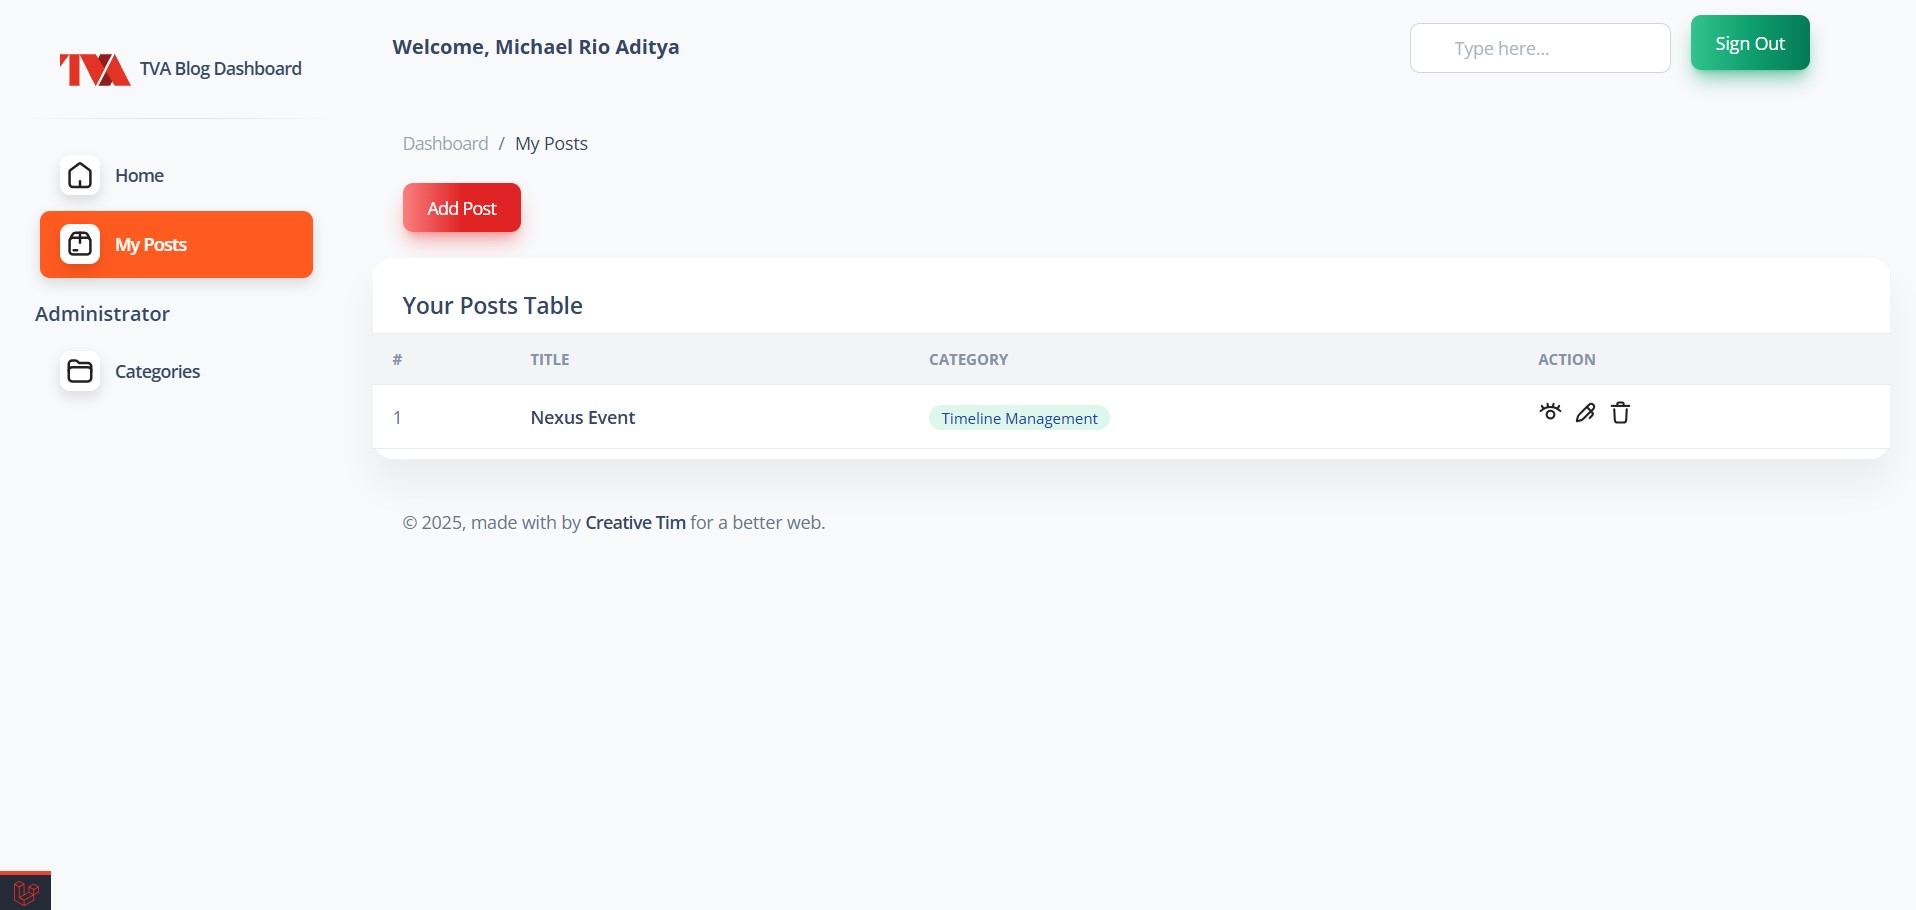 TVA TVA Blog Dashboard
Home
My Posts
Administrator
Categories
Welcome, Michael Rio Aditya
Type here...
Sign Out
Dashboard / My Posts
Add Post
Your Posts Table
# TITLE CATEGORY ACTION
1 Nexus Event Timeline Management
© 2025, made with by Creative Tim for a better web.